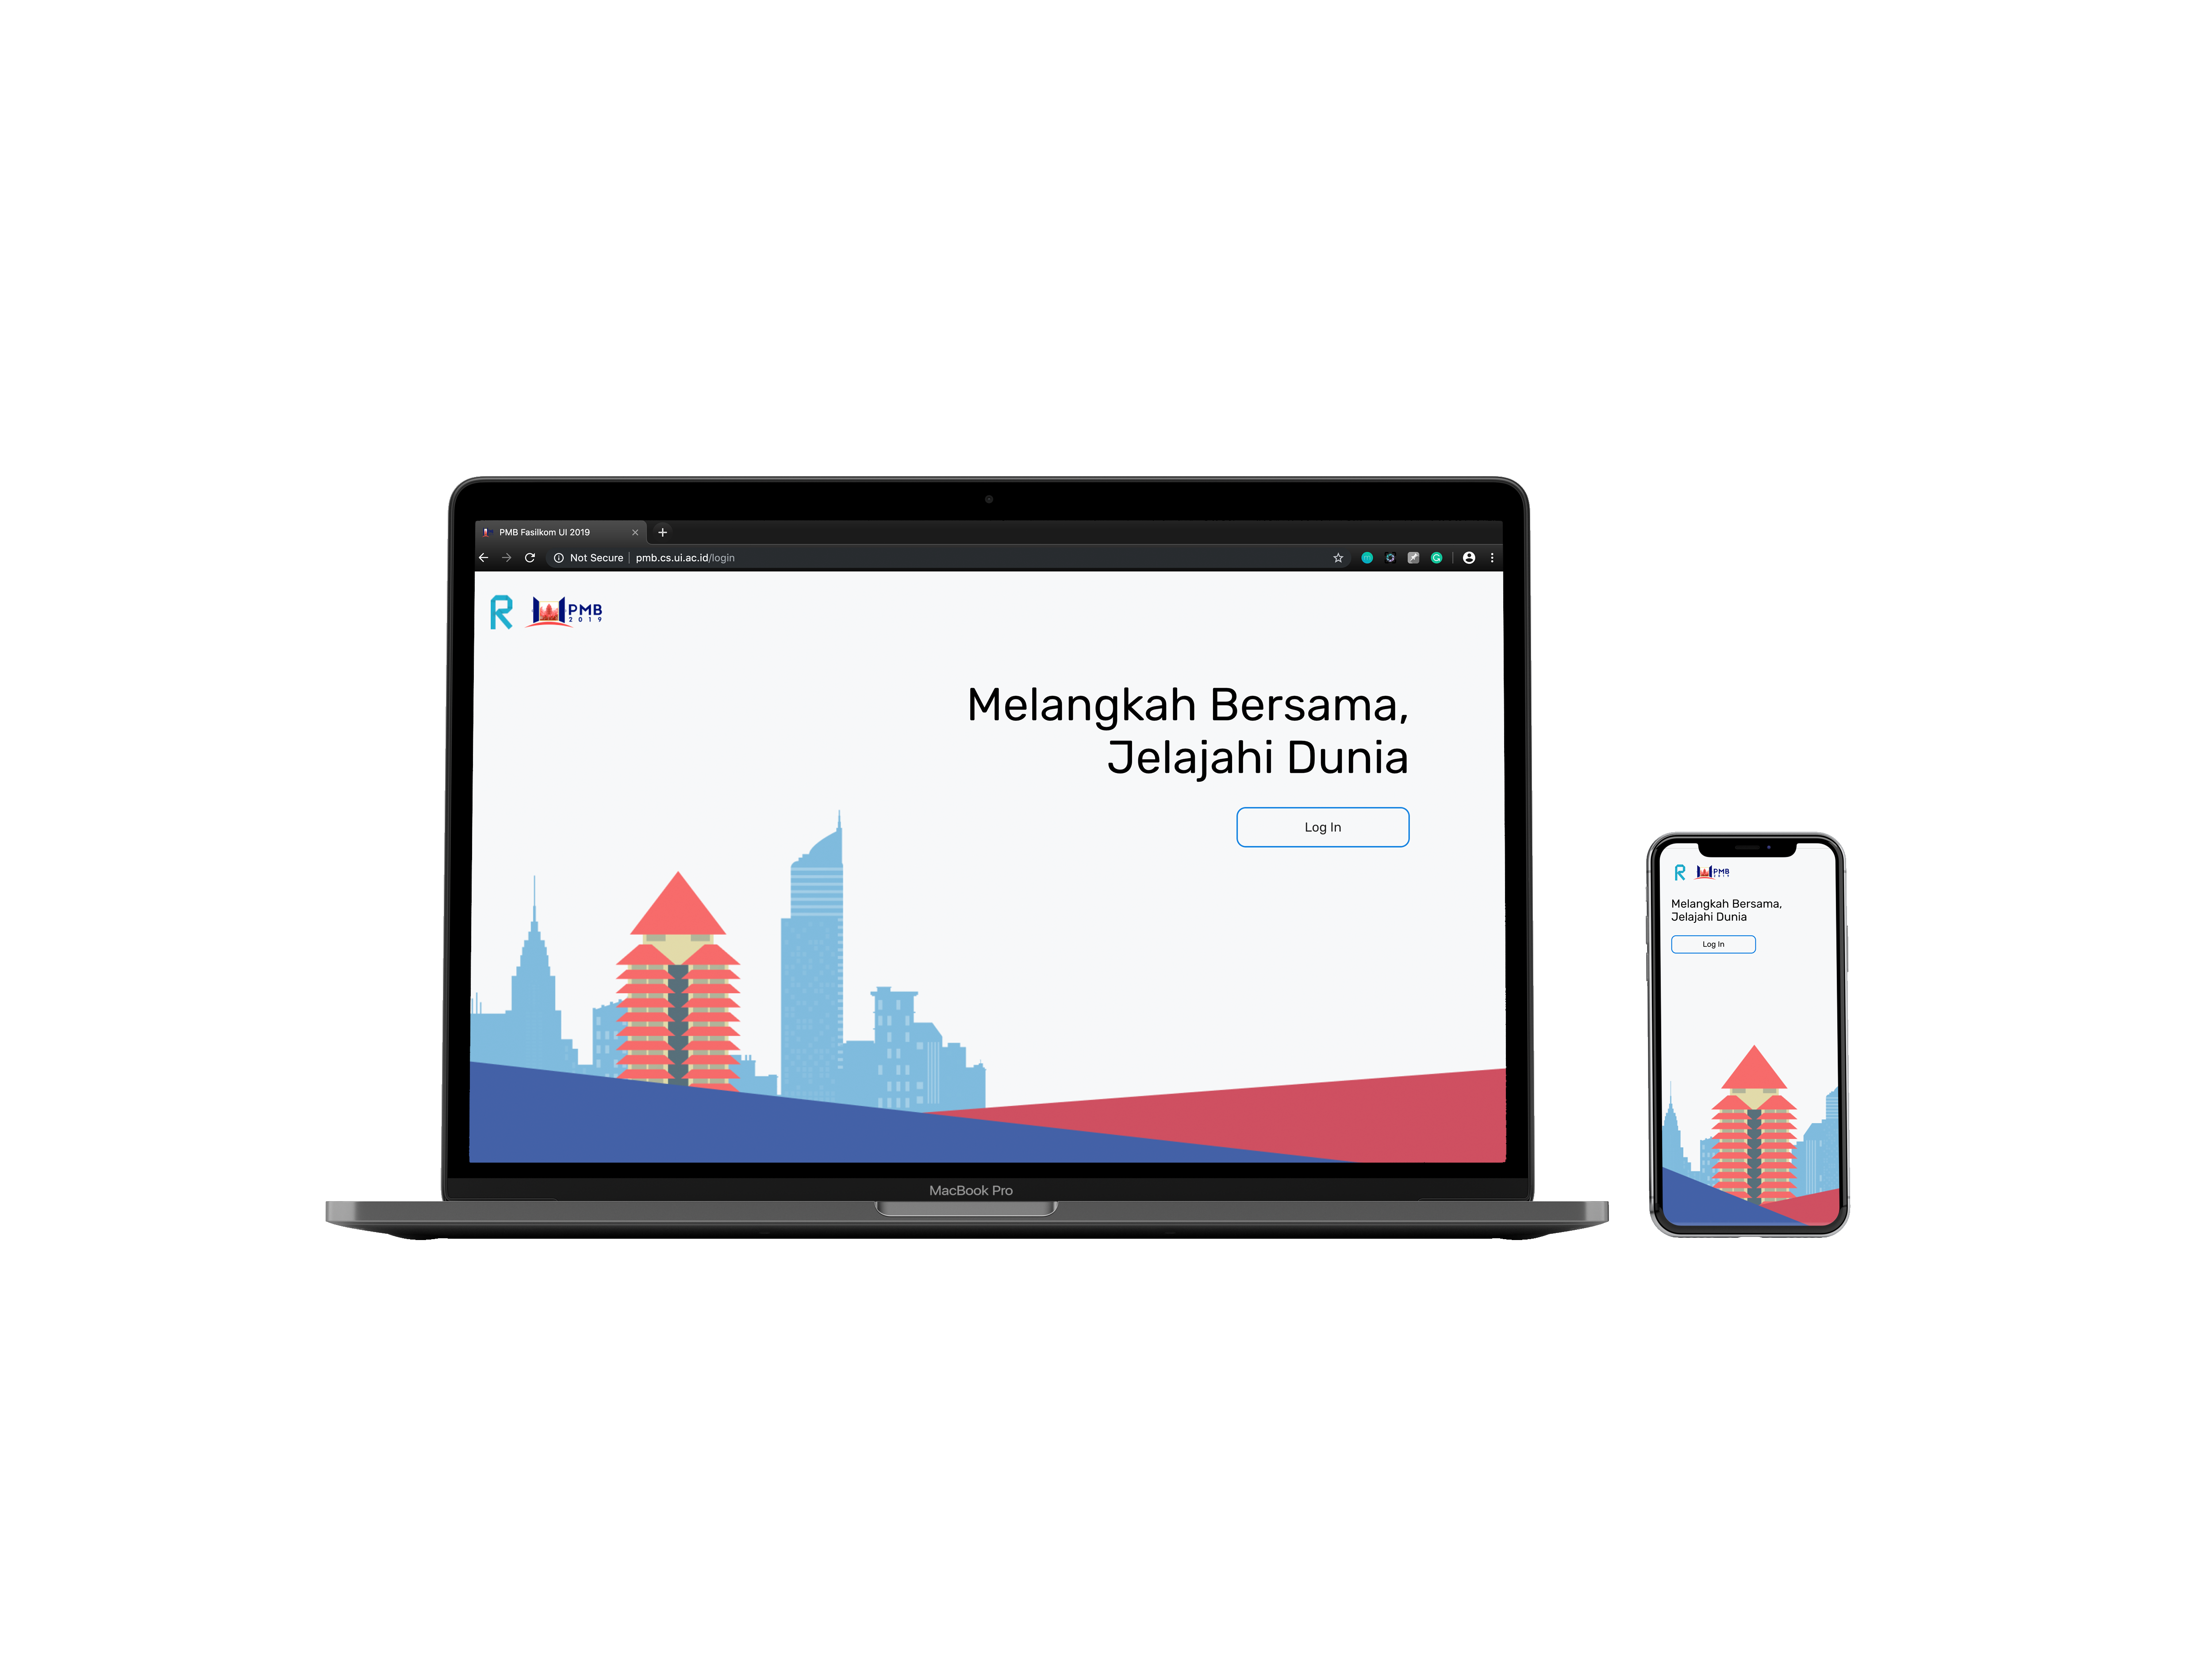 PMB Fasilkom UI 2019
Not Secure | pmb.cs.ui.ac.id/login
R
PMB
2019
Melangkah Bersama,
Jelajahi Dunia
Log In
MacBook Pro
R
PMB
2019
Melangkah Bersama,
Jelajahi Dunia
Log In